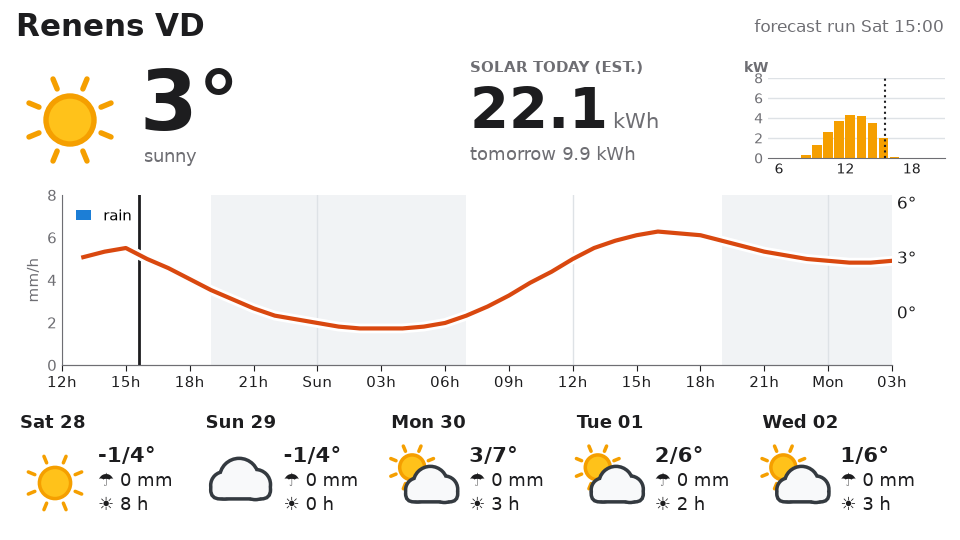 Renens VD
forecast run Sat 15:00
3°
sunny
SOLAR TODAY (EST.)
22.1 kWh
tomorrow 9.9 kWh
kW
8
6
4
2
0
6 12 18
rain
mm/h
8
6
4
2
0
6°
3°
0°
12h 15h 18h 21h Sun 03h 06h 09h 12h 15h 18h 21h Mon 03h
Sat 28
-1/4°
☂ 0 mm
☀ 8 h
Sun 29
-1/4°
☂ 0 mm
☀ 0 h
Mon 30
3/7°
☂ 0 mm
☀ 3 h
Tue 01
2/6°
☂ 0 mm
☀ 2 h
Wed 02
1/6°
☂ 0 mm
☀ 3 h